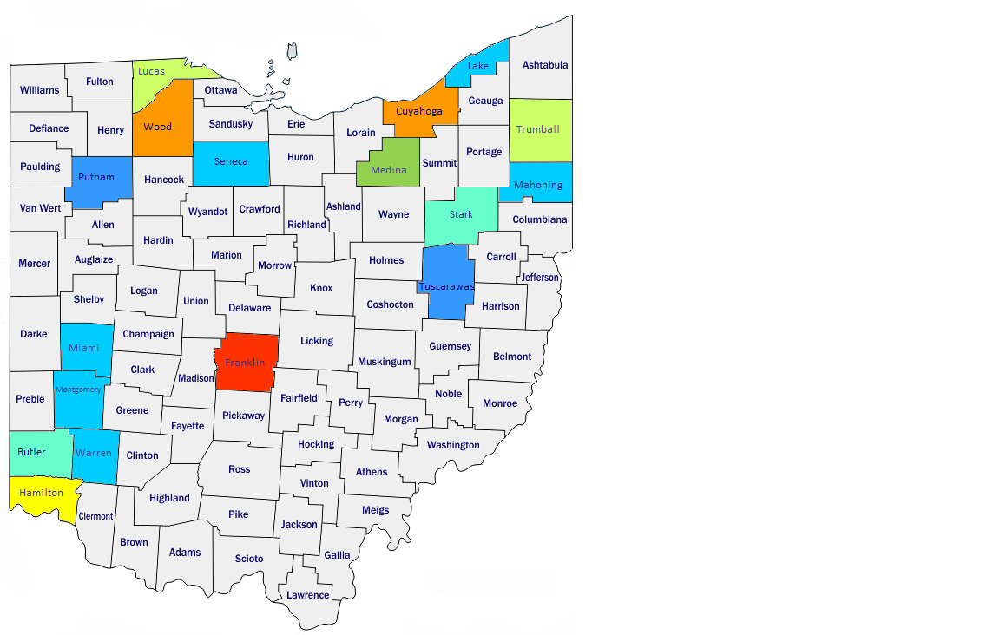 Lake
Ashtabula
Lucas
Fulton
Williams
Ottawa
Geauga
Cuyahoga
Sandusky
Erie
Wood
Defiance
Henry
Lorain
Trumball
Portage
Huron
Seneca
Summit
Paulding
Medina
Putnam
Hancock
Mahoning
Van Wert
Wyandot
Crawford
Ashland
Wayne
Stark
Columbiana
Allen
Richland
Hardin
Marion
Carroll
Auglaize
Holmes
Mercer
Morrow
Jefferson
Tuscarawas
Knox
Logan
Shelby
Union
Delaware
Coshocton
Harrison
Darke
Champaign
Licking
Miami
Guernsey
Belmont
Franklin
Muskingum
Clark
Madison
Montgomery
Noble
Preble
Fairfield
Perry
Monroe
Greene
Pickaway
Morgan
Fayette
Hocking
Washington
Butler
Warren
Clinton
Ross
Athens
Vinton
Hamilton
Highland
Meigs
Clermont
Pike
Jackson
Brown
Adams
Scioto
Gallia
Lawrence